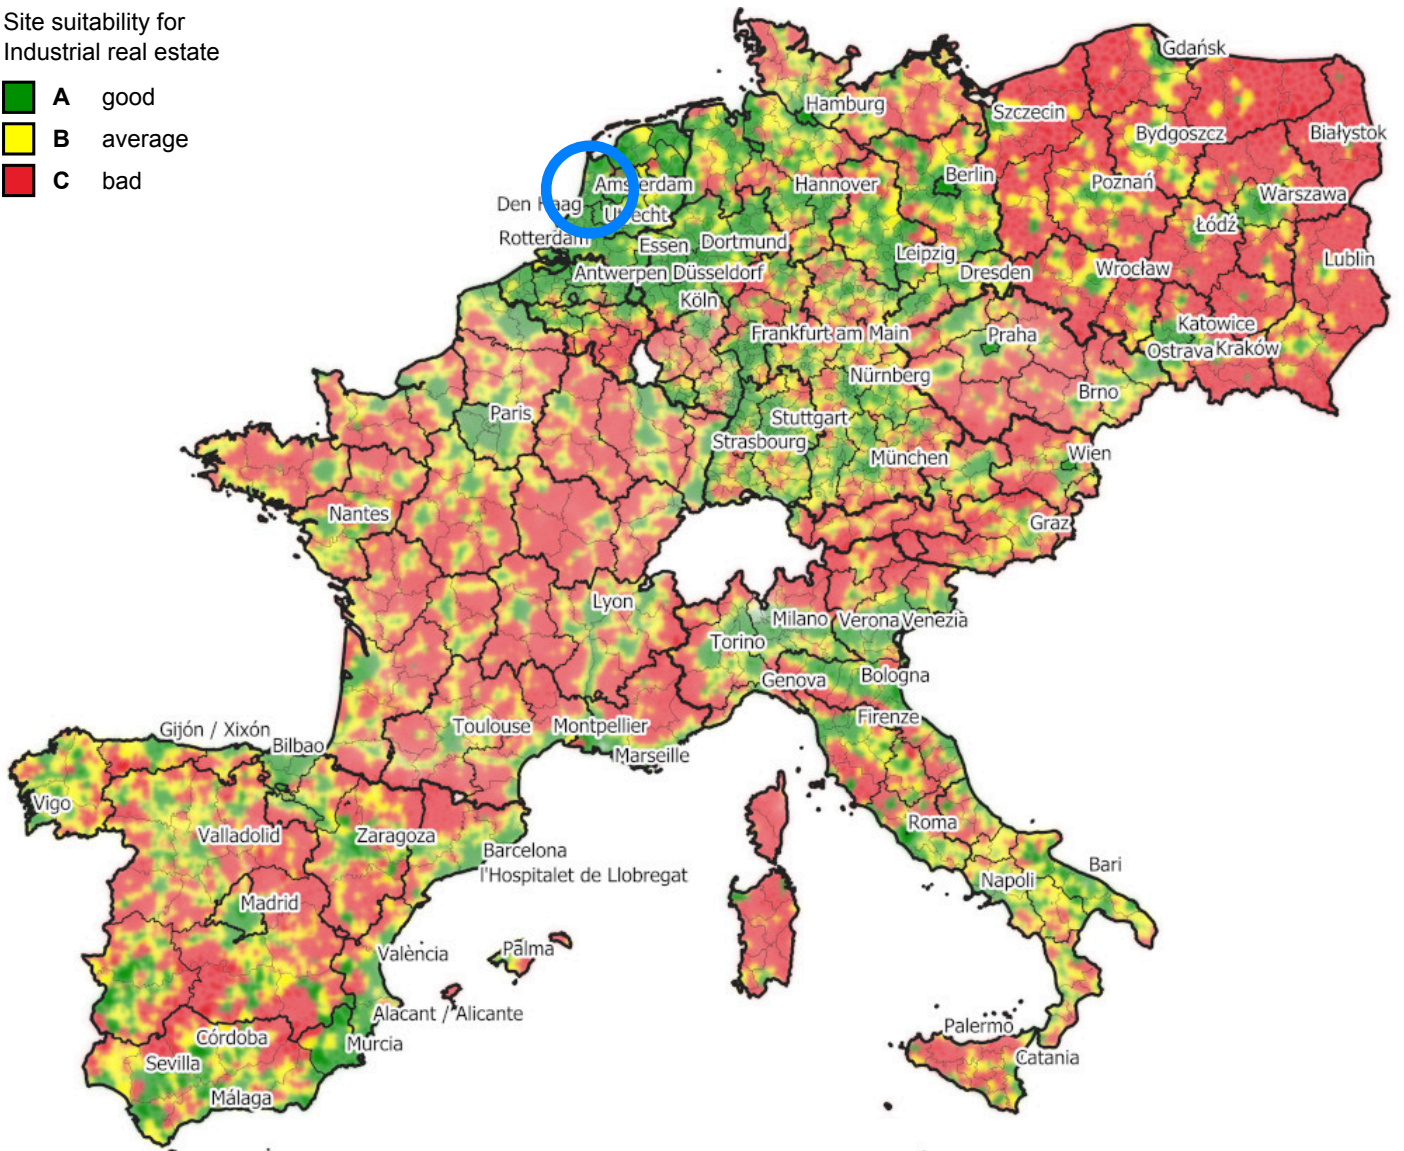 Site suitability for
Industrial real estate
A good
B average
C bad
Gdańsk
Hamburg
Szczecin
Bydgoszcz
Białystok
Amsterdam
Hannover
Berlin
Poznań
Warszawa
Den Haag
Utrecht
Łódź
Rotterdam
Essen
Dortmund
Leipzig
Lublin
Antwerpen
Düsseldorf
Dresden
Wrocław
Köln
Frankfurt am Main
Praha
Katowice
Ostrava
Kraków
Nürnberg
Brno
Paris
Stuttgart
Strasbourg
München
Wien
Nantes
Graz
Lyon
Milano
Verona
Venezia
Torino
Genova
Bologna
Firenze
Gijón / Xixón
Bilbao
Toulouse
Montpellier
Marseille
Vigo
Valladolid
Zaragoza
Roma
Barcelona
l'Hospitalet de Llobregat
Bari
Napoli
Madrid
València
Palma
Alacant / Alicante
Palermo
Córdoba
Murcia
Sevilla
Catania
Málaga